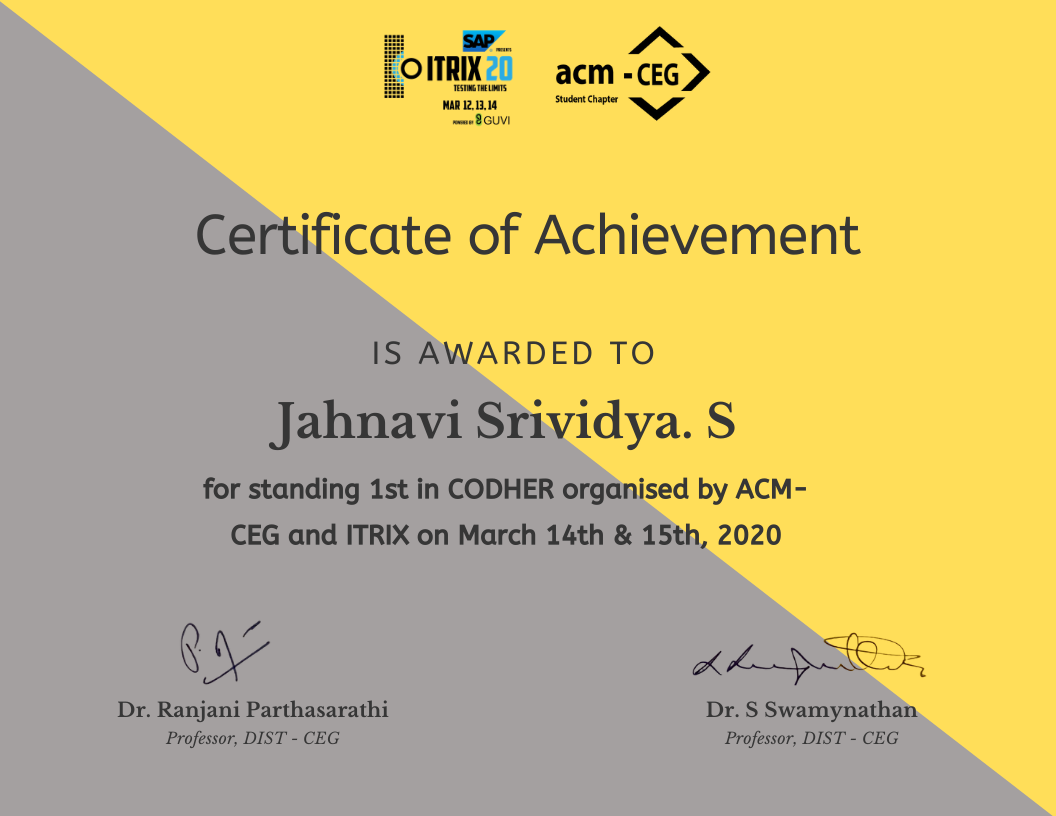 SAP
PRESENTS
ITRIX 20
TESTING THE LIMITS
MAR 12, 13, 14
POWERED BY GUVI
acm - CEG
Student Chapter
Certificate of Achievement
IS AWARDED TO
Jahnavi Srividya. S
for standing 1st in CODHER organised by ACM-
CEG and ITRIX on March 14th & 15th, 2020
Dr. Ranjani Parthasarathi
Professor, DIST - CEG
Dr. S Swamynathan
Professor, DIST - CEG